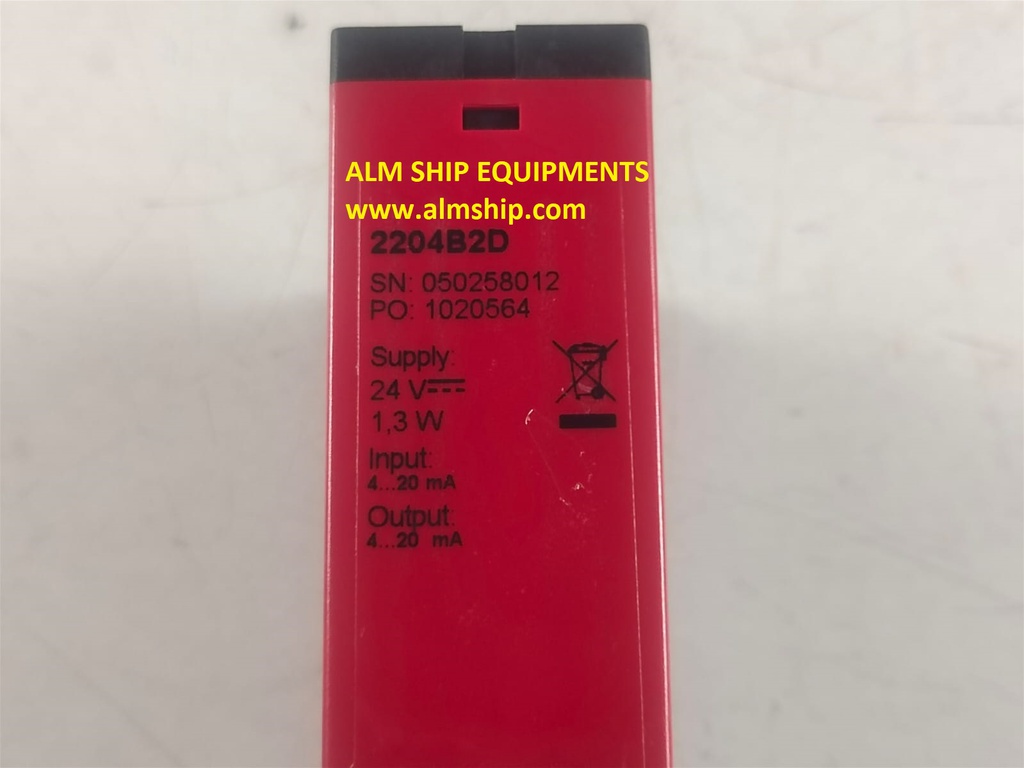 ALM SHIP EQUIPMENTS
www.almship.com
2204B2D
SN: 050258012
PO: 1020564
Supply:
24 V
1,3 W
Input:
4...20 mA
Output:
4...20 mA